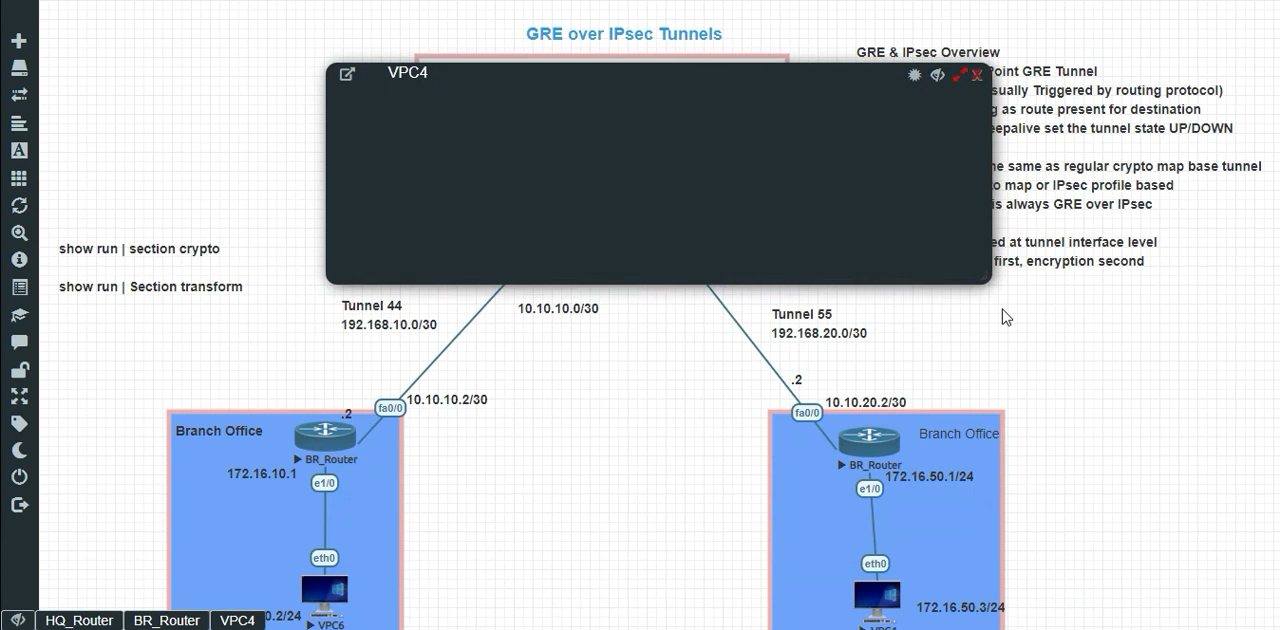 GRE over IPsec Tunnels
GRE & IPsec Overview
VPC4
Point GRE Tunnel
Triggered by routing protocol)
as route present for destination
set the tunnel state UP/DOWN
same as regular crypto map base tunnel
map or IPsec profile based
is always GRE over IPsec
at tunnel interface level
first, encryption second
show run | section crypto
show run | Section transform
Tunnel 44
192.168.10.0/30
10.10.10.0/30
Tunnel 55
192.168.20.0/30
.2
10.10.10.2/30
fa0/0
10.10.20.2/30
fa0/0
.2
Branch Office
BR_Router
172.16.10.1
e1/0
eth0
VPC6
0.2/24
Branch Office
BR_Router
172.16.50.1/24
e1/0
eth0
172.16.50.3/24
HQ_Router
BR_Router
VPC4